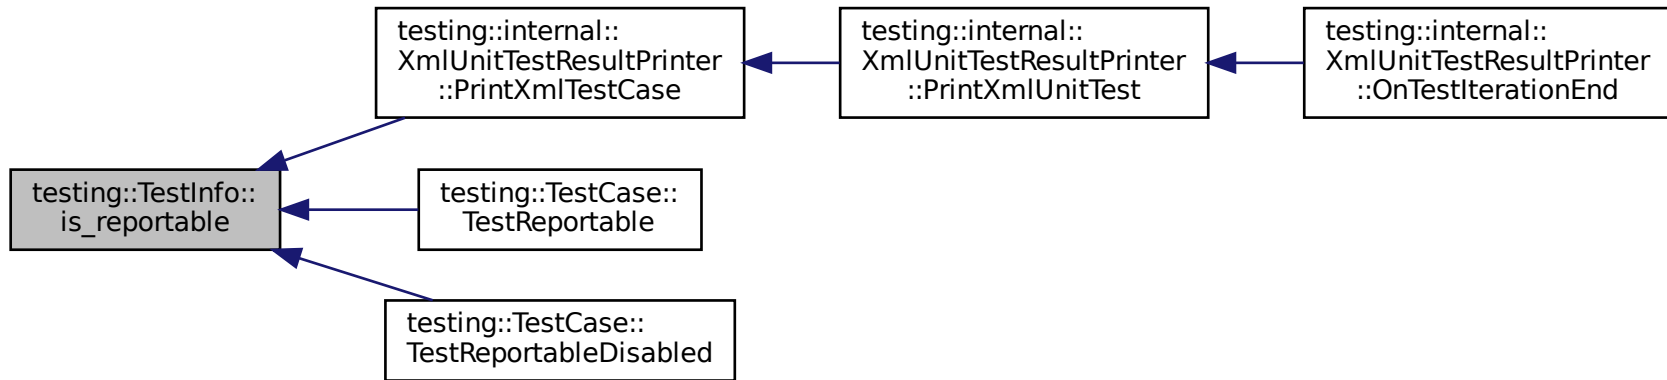 testing::internal::
XmlUnitTestResultPrinter
::PrintXmlTestCase
testing::internal::
XmlUnitTestResultPrinter
::PrintXmlUnitTest
testing::internal::
XmlUnitTestResultPrinter
::OnTestIterationEnd
testing::TestInfo::
is_reportable
testing::TestCase::
TestReportable
testing::TestCase::
TestReportableDisabled